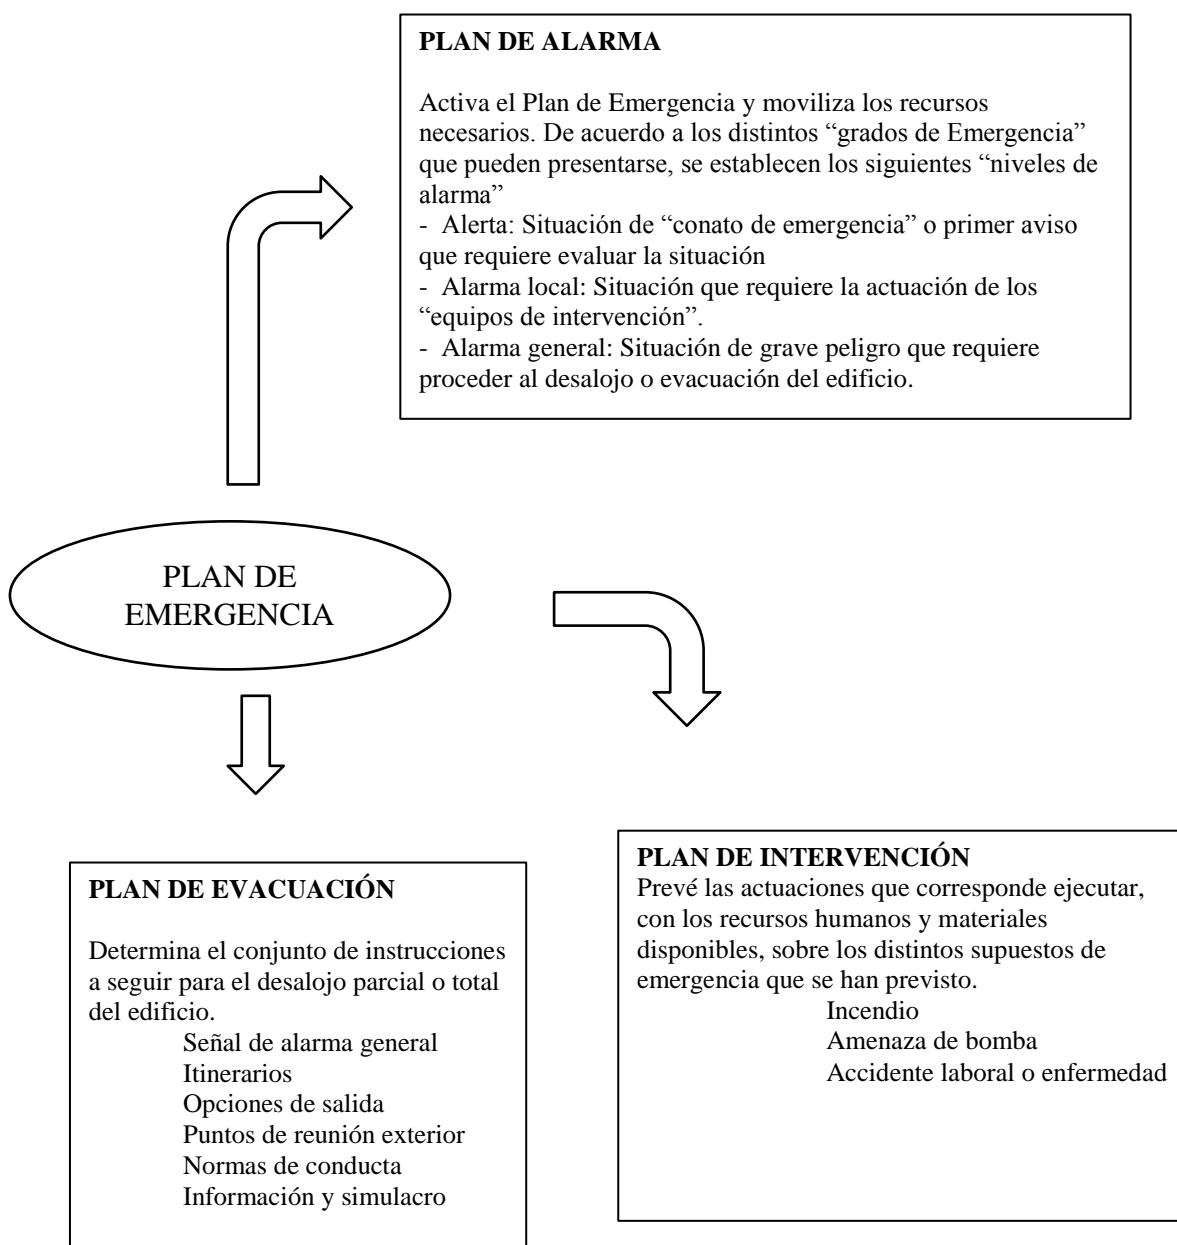 PLAN DE ALARMA
Activa el Plan de Emergencia y moviliza los recursos
necesarios. De acuerdo a los distintos “grados de Emergencia”
que pueden presentarse, se establecen los siguientes “niveles de
alarma”
- Alerta: Situación de “conato de emergencia” o primer aviso
que requiere evaluar la situación
- Alarma local: Situación que requiere la actuación de los
“equipos de intervención”.
- Alarma general: Situación de grave peligro que requiere
proceder al desalojo o evacuación del edificio.
PLAN DE
EMERGENCIA
PLAN DE EVACUACIÓN
Determina el conjunto de instrucciones
a seguir para el desalojo parcial o total
del edificio.
Señal de alarma general
Itinerarios
Opciones de salida
Puntos de reunión exterior
Normas de conducta
Información y simulacro
PLAN DE INTERVENCIÓN
Prevé las actuaciones que corresponde ejecutar,
con los recursos humanos y materiales
disponibles, sobre los distintos supuestos de
emergencia que se han previsto.
Incendio
Amenaza de bomba
Accidente laboral o enfermedad